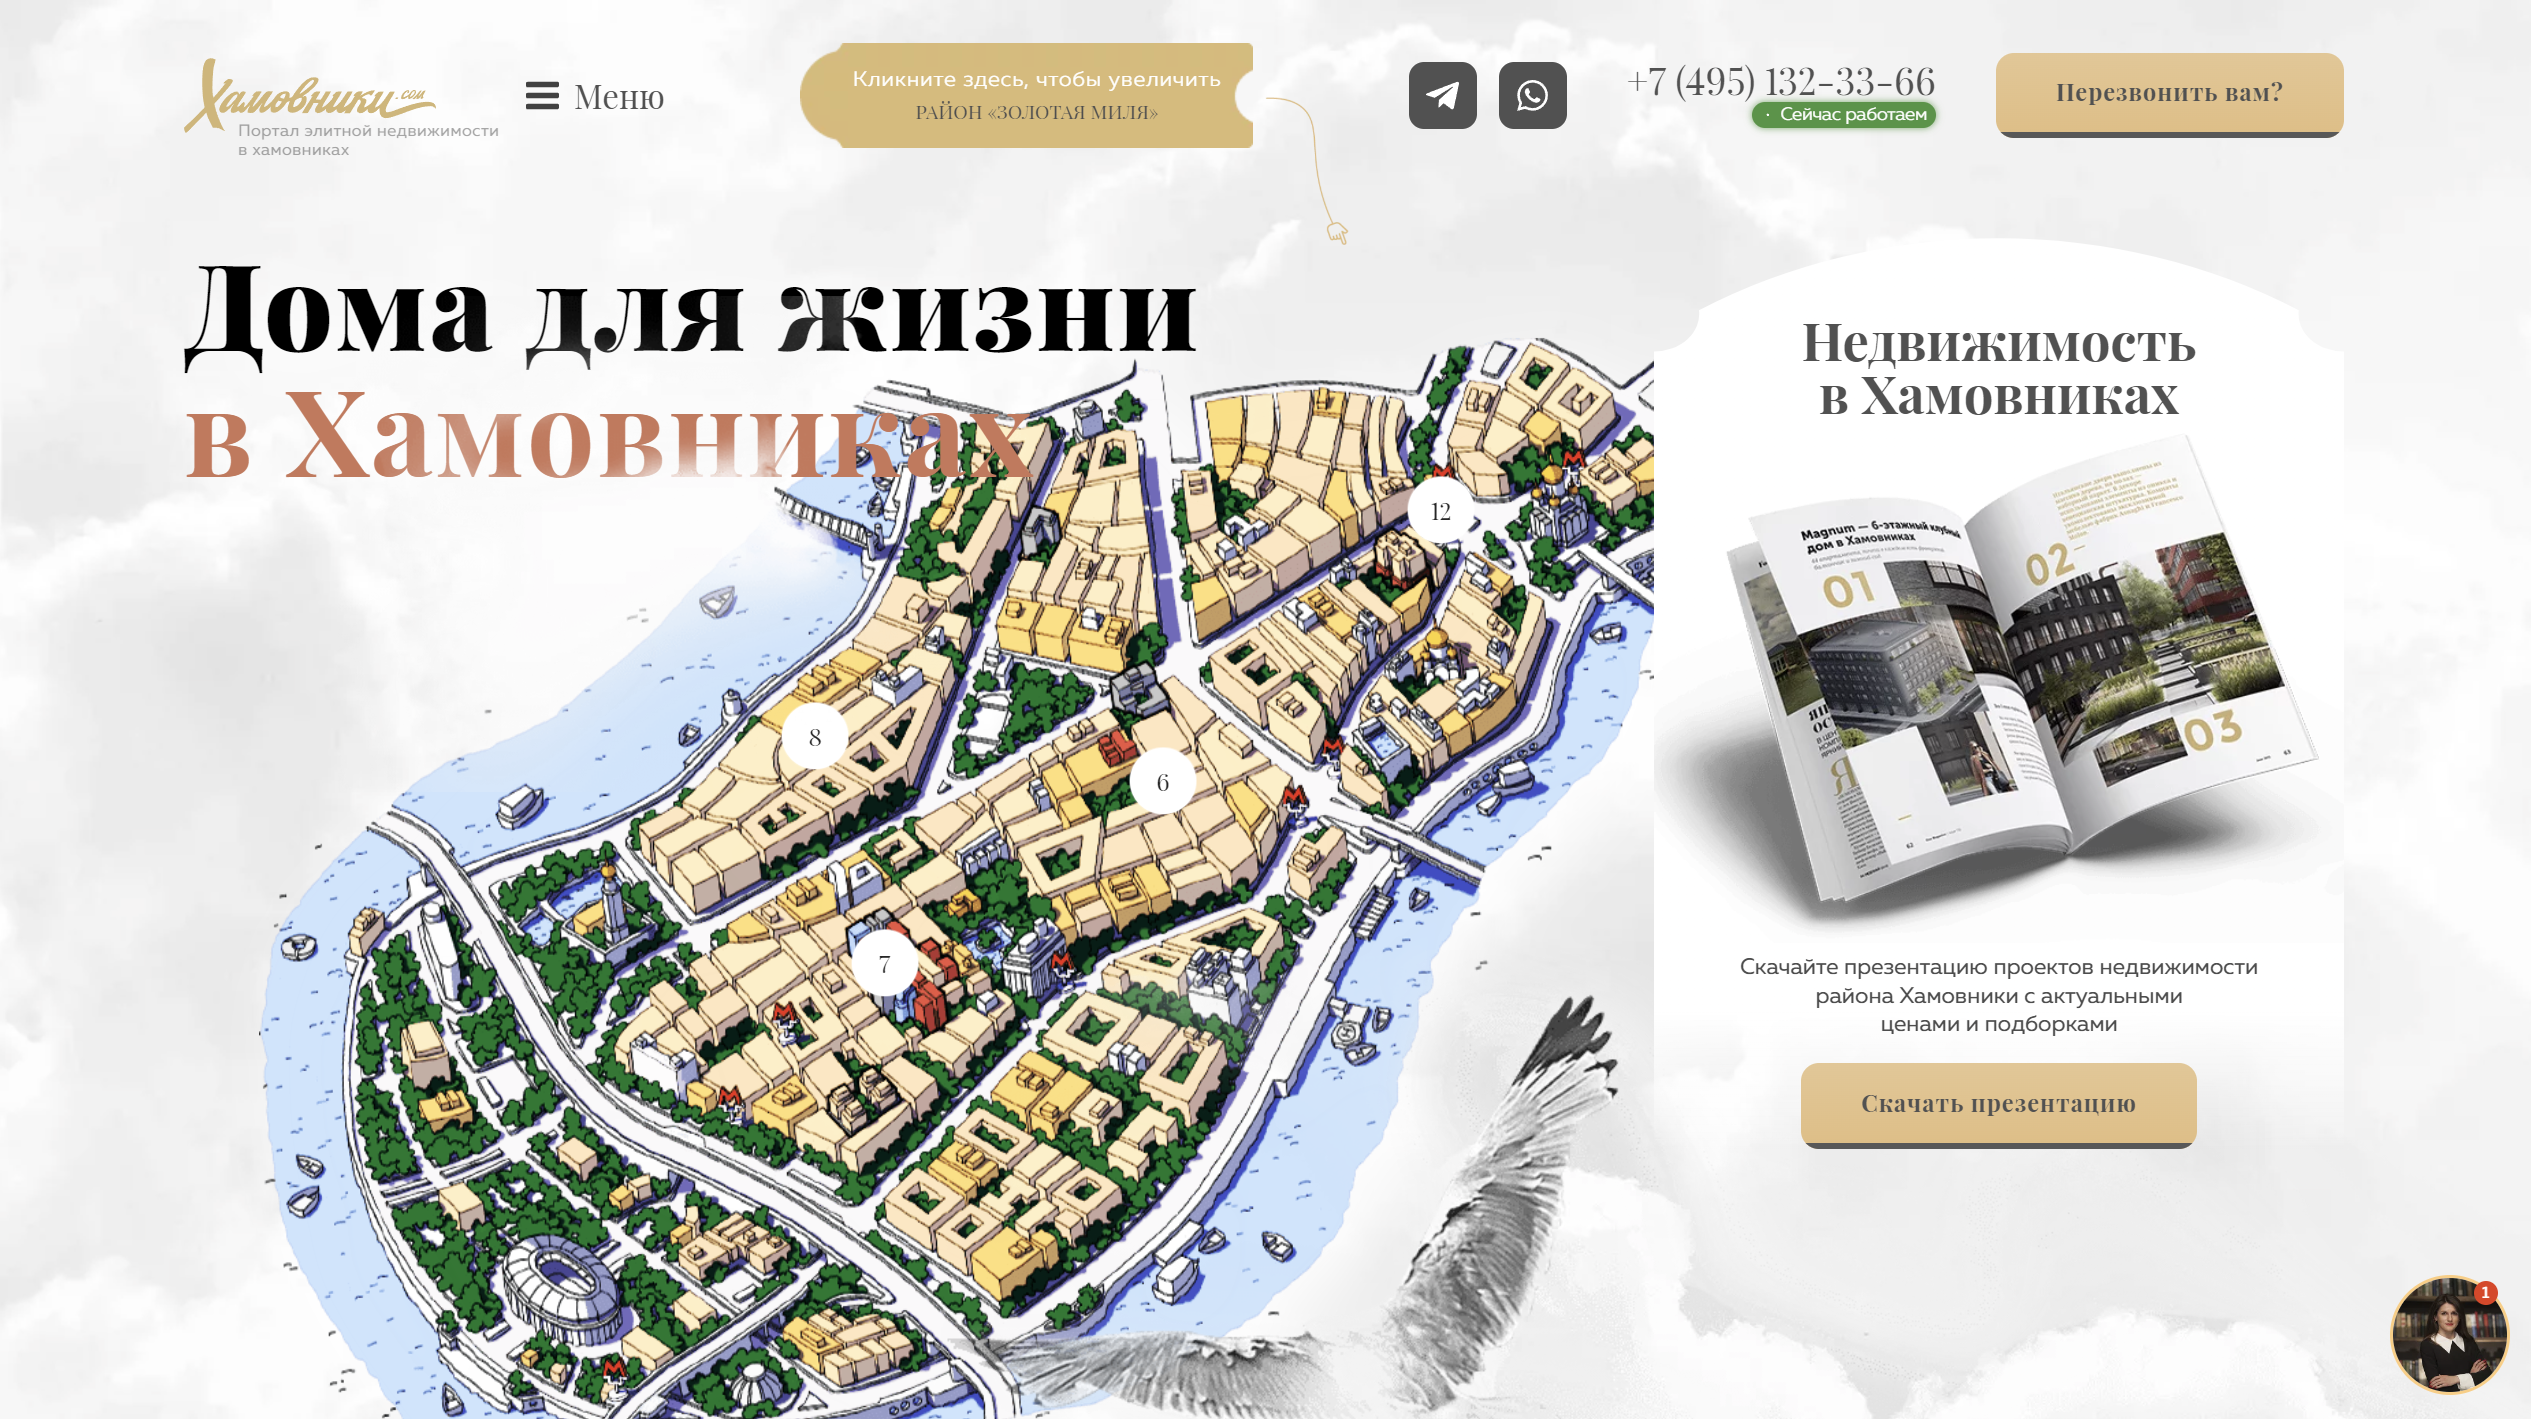 Хамовники.com
Портал элитной недвижимости
в хамовниках
Меню
Кликните здесь, чтобы увеличить
РАЙОН «ЗОЛОТАЯ МИЛЯ»
+7 (495) 132-33-66
· Сейчас работаем
Перезвонить вам?
Дома для жизни
в Хамовниках
12
8
6
7
Недвижимость
в Хамовниках
Magnum — 6-этажный клубный
дом в Хамовниках
01
02
03
62
63
Скачайте презентацию проектов недвижимости
района Хамовники с актуальными
ценами и подборками
Скачать презентацию
1